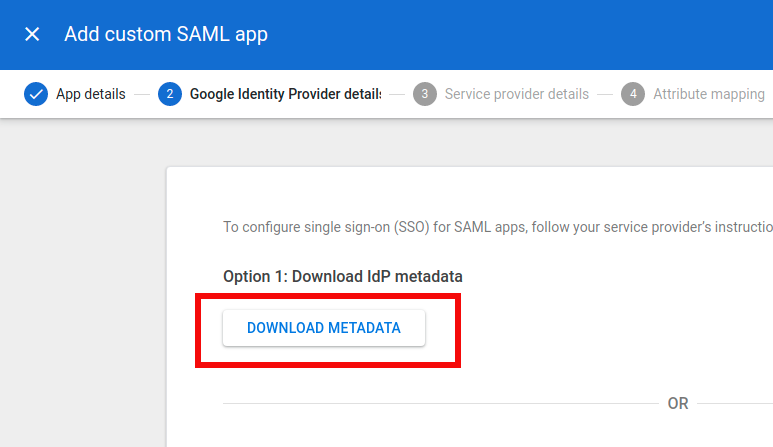 Add custom SAML app
App details
2 Google Identity Provider details
3 Service provider details
4 Attribute mapping
To configure single sign-on (SSO) for SAML apps, follow your service provider's
Option 1: Download IdP metadata
DOWNLOAD METADATA
OR